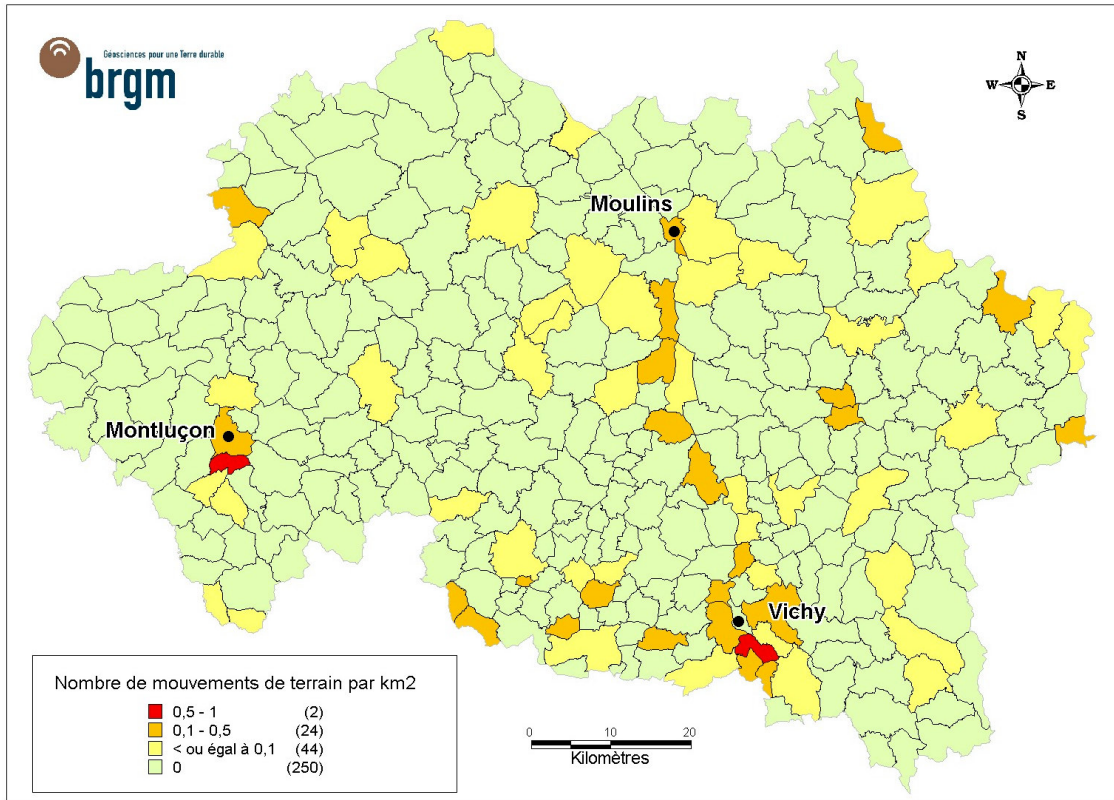 Géosciences pour une Terre durable
brgm
N
W E
S
Moulins
Montluçon
Vichy
Nombre de mouvements de terrain par km2
0,5 - 1 (2)
0,1 - 0,5 (24)
< ou égal à 0,1 (44)
0 (250)
0 10 20
Kilomètres